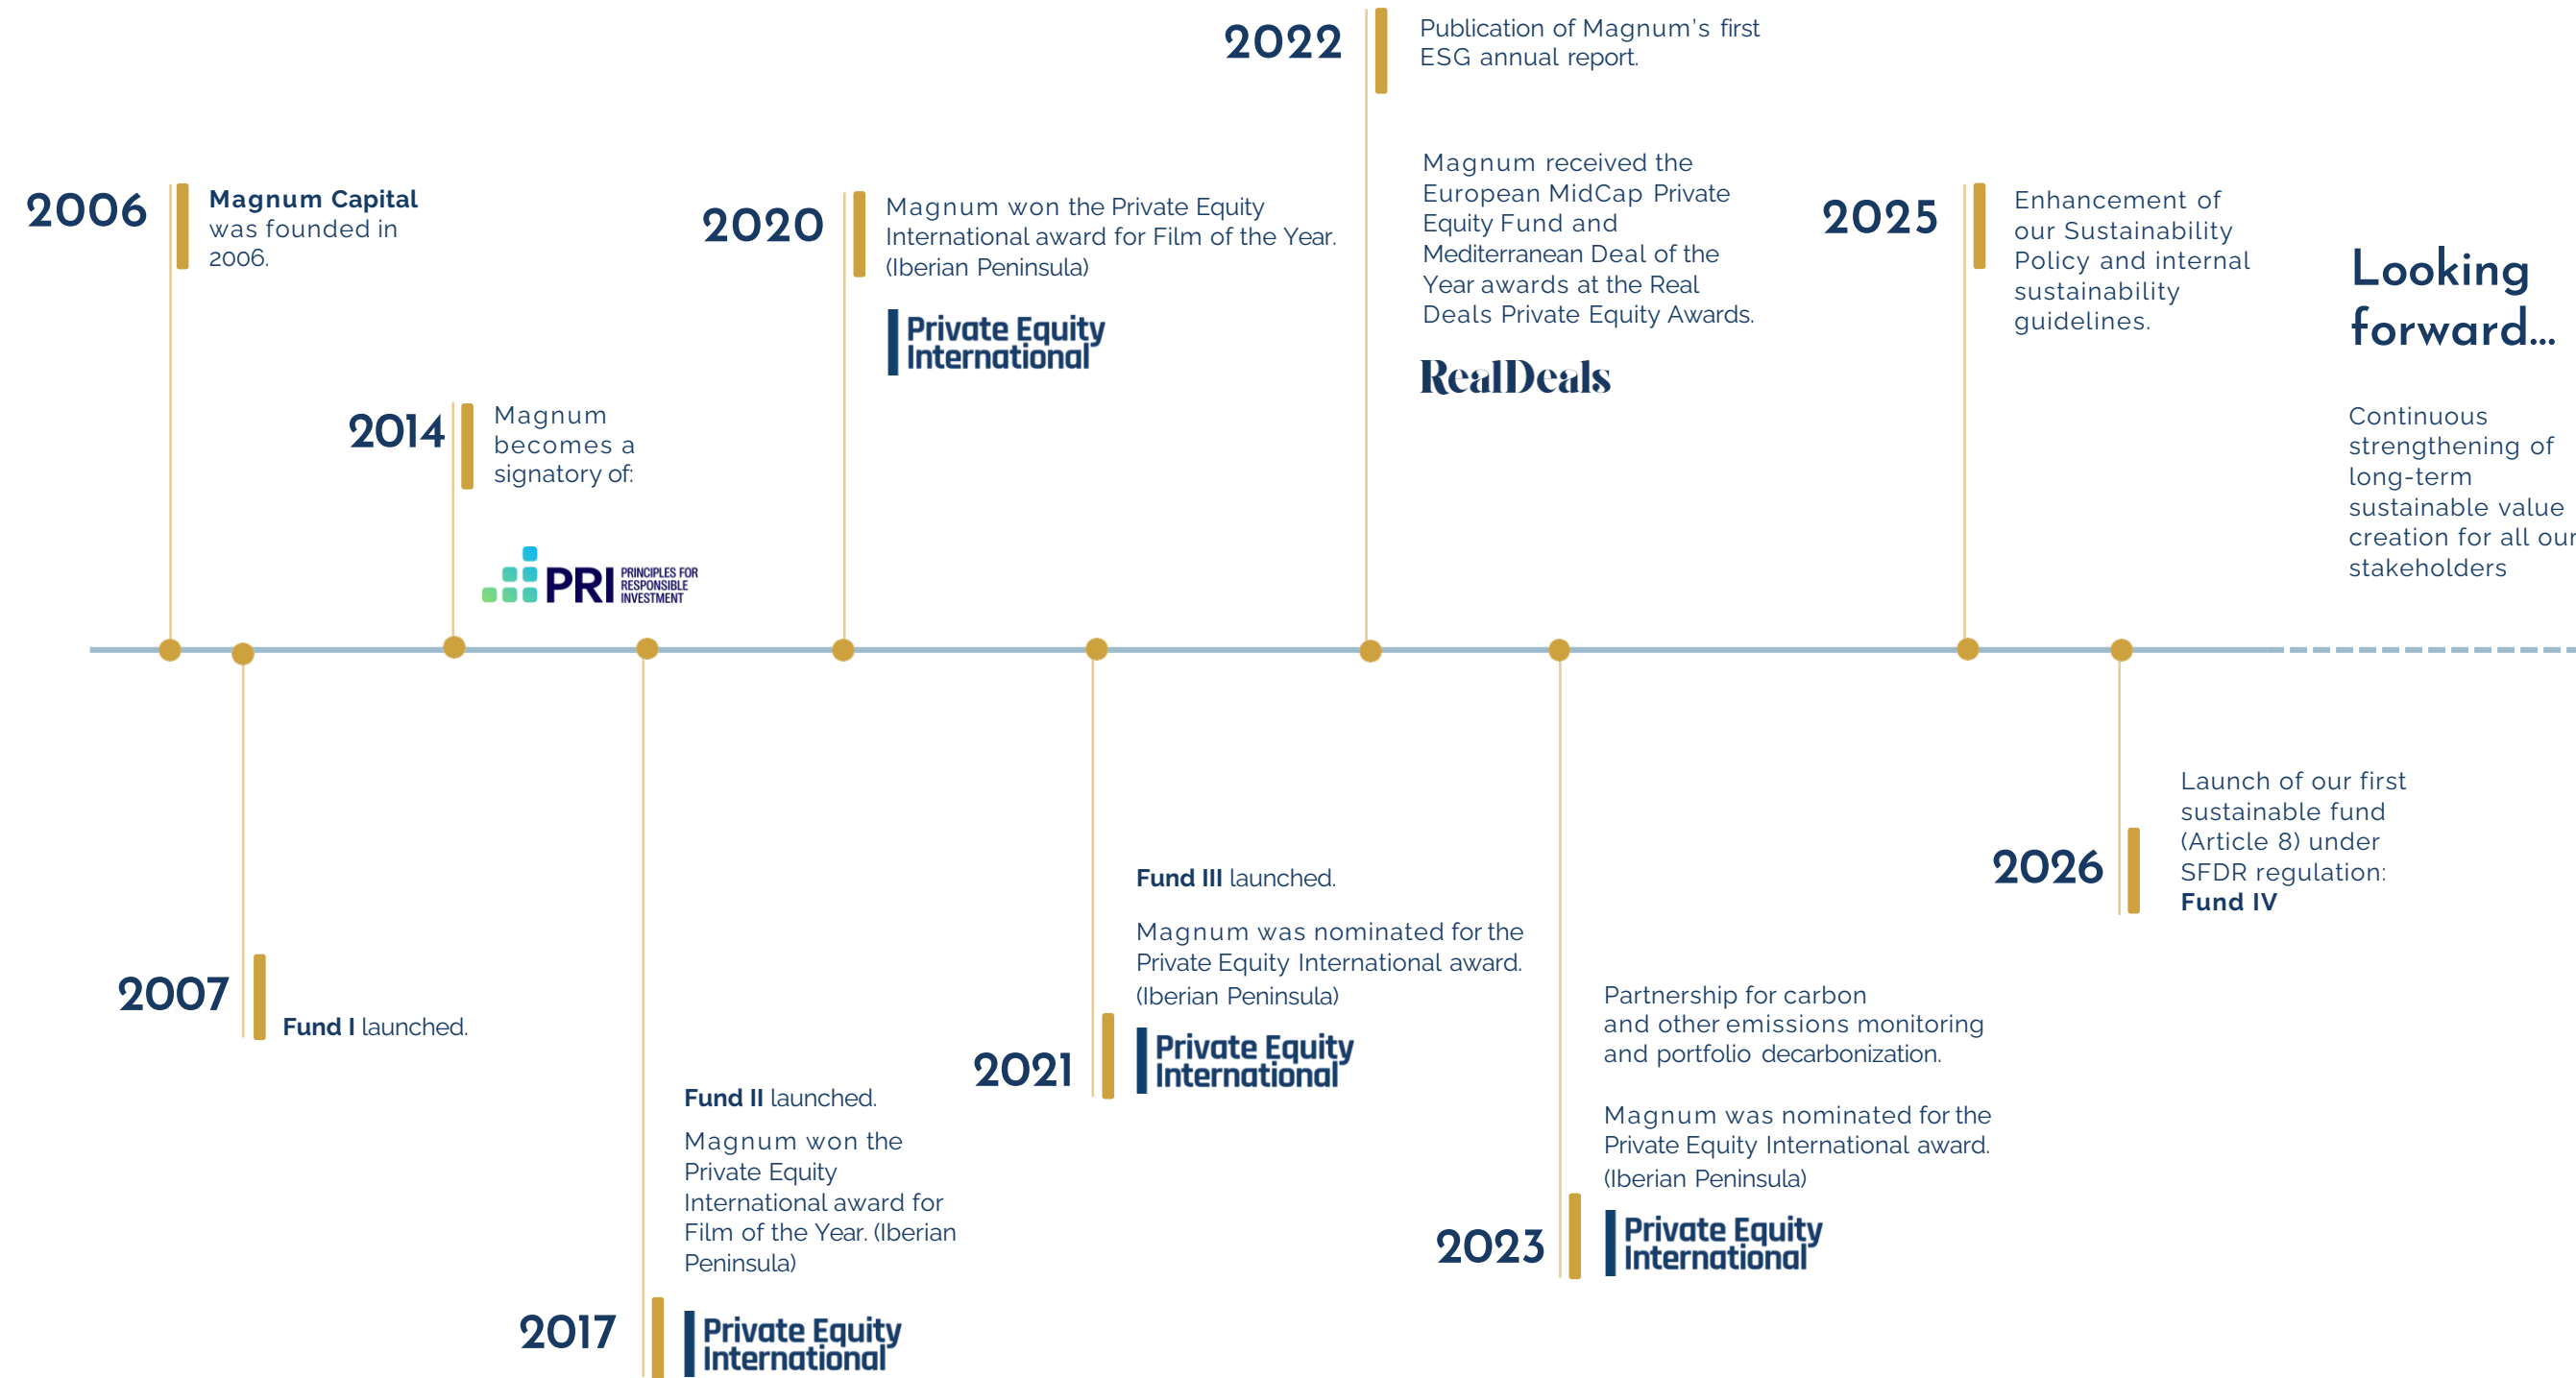 2006
Magnum Capital
was founded in
2006.
2007
Fund I launched.
2014
Magnum
becomes a
signatory of:
PRI
PRINCIPLES FOR
RESPONSIBLE
INVESTMENT
2017
Fund II launched.
Magnum won the
Private Equity
International award for
Film of the Year. (Iberian
Peninsula)
Private Equity
International
2020
Magnum won the Private Equity
International award for Film of the Year.
(Iberian Peninsula)
Private Equity
International
2021
Fund III launched.
Magnum was nominated for the
Private Equity International award.
(Iberian Peninsula)
Private Equity
International
2022
Publication of Magnum's first
ESG annual report.
Magnum received the
European MidCap Private
Equity Fund and
Mediterranean Deal of the
Year awards at the Real
Deals Private Equity Awards.
RealDeals
2023
Partnership for carbon
and other emissions monitoring
and portfolio decarbonization.
Magnum was nominated for the
Private Equity International award.
(Iberian Peninsula)
Private Equity
International
2025
Enhancement of
our Sustainability
Policy and internal
sustainability
guidelines.
2026
Launch of our first
sustainable fund
(Article 8) under
SFDR regulation:
Fund IV
Looking
forward...
Continuous
strengthening of
long-term
sustainable value
creation for all our
stakeholders